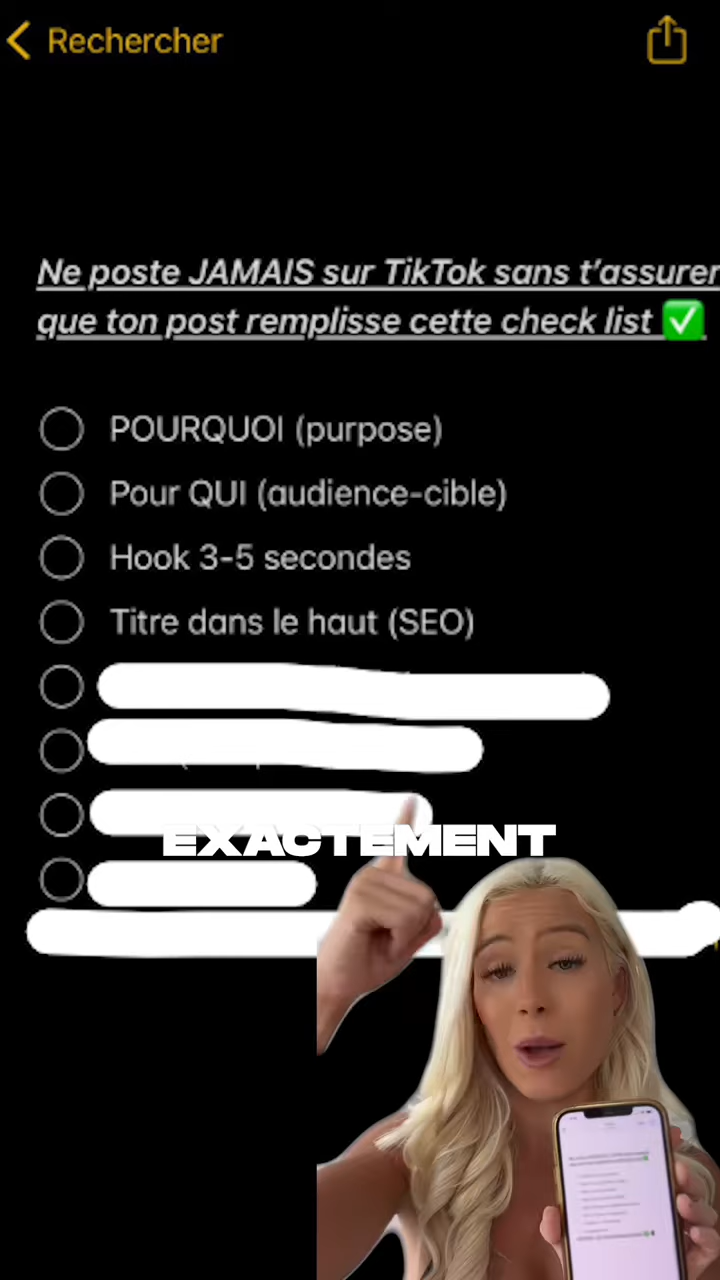 Rechercher
Ne poste JAMAIS sur TikTok sans t'assurer
que ton post remplisse cette check list ✅
POURQUOI (purpose)
Pour QUI (audience-cible)
Hook 3-5 secondes
Titre dans le haut (SEO)
EXACTEMENT